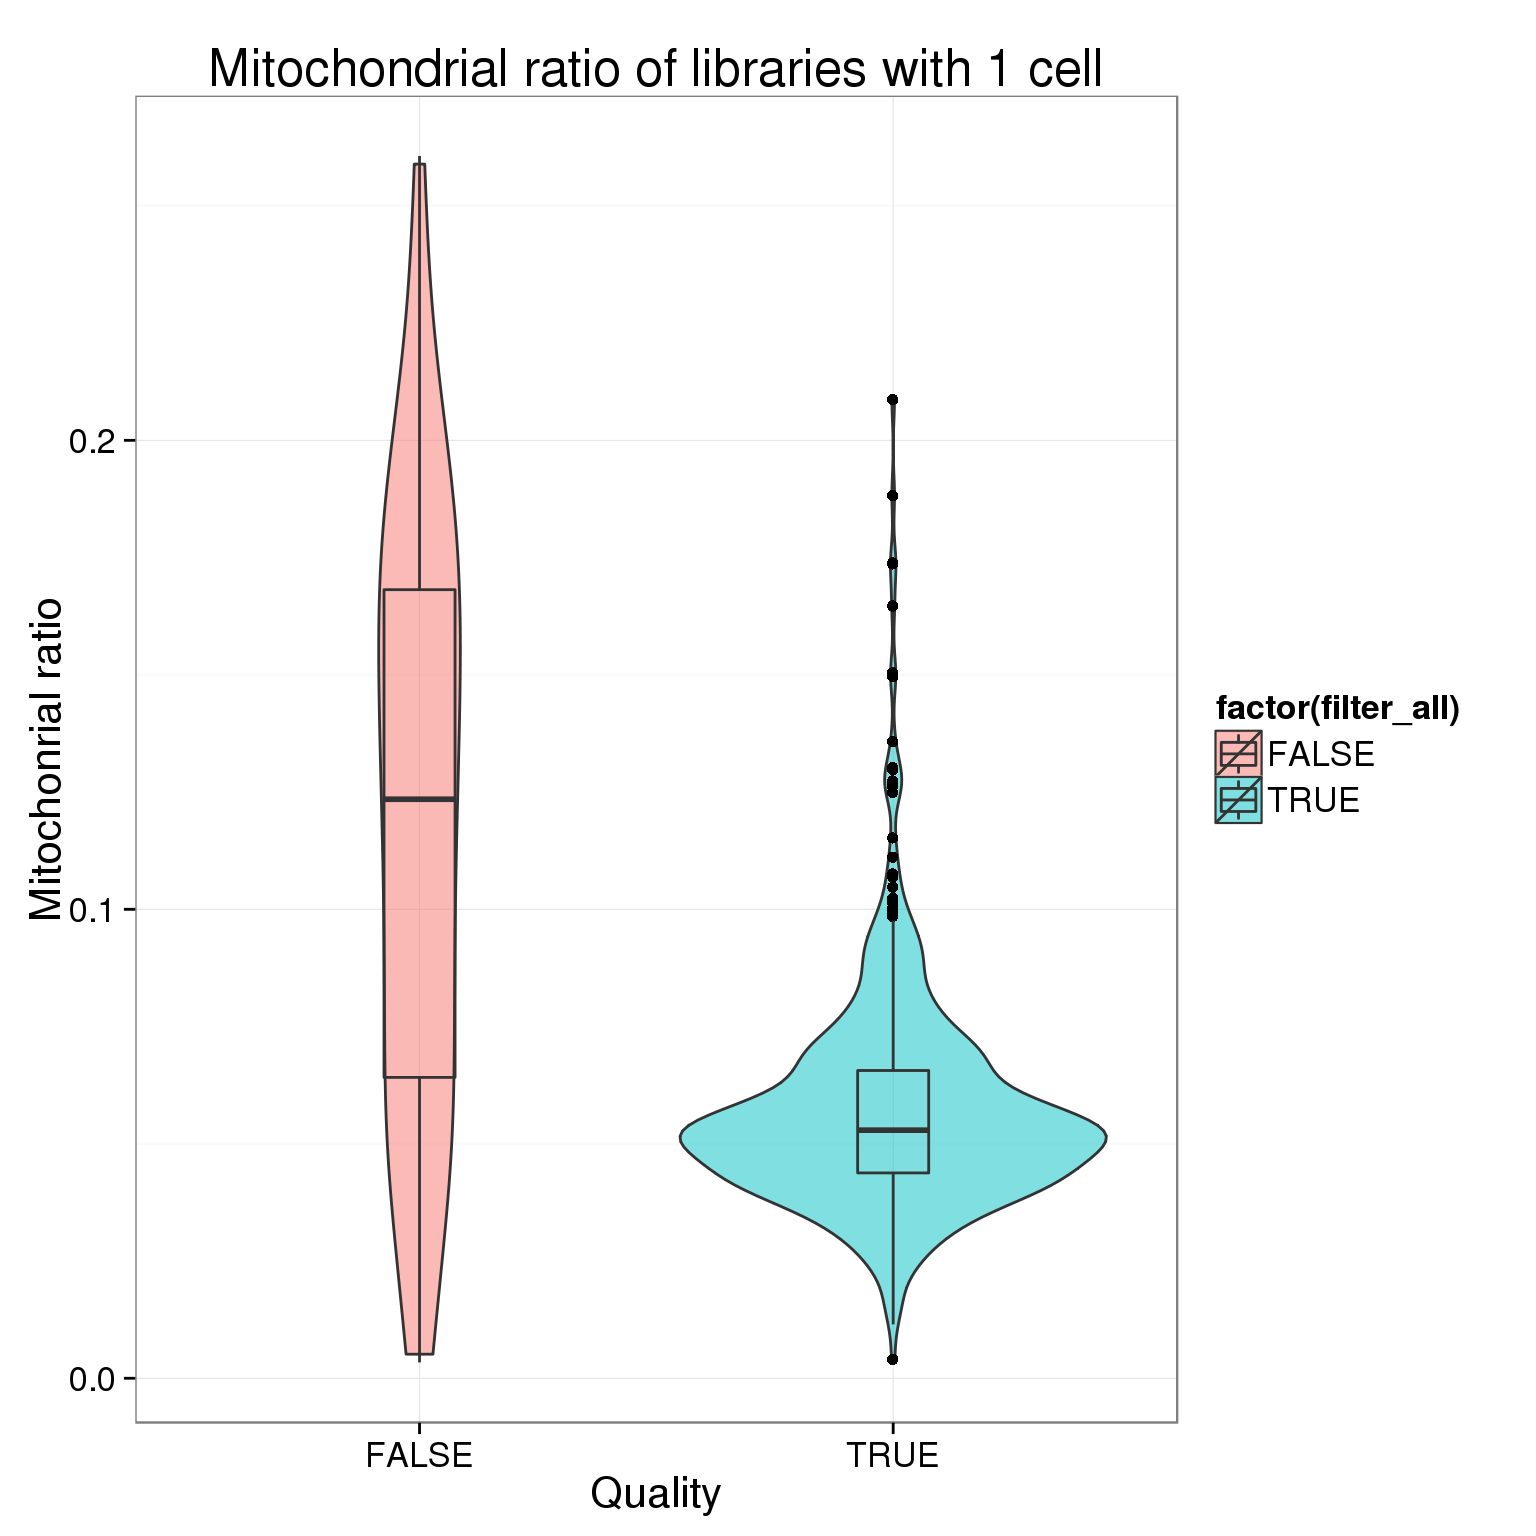 Mitochondrial ratio of libraries with 1 cell
Mitochonrial ratio
0.2
0.1
0.0
FALSE
TRUE
Quality
factor(filter_all)
FALSE
TRUE